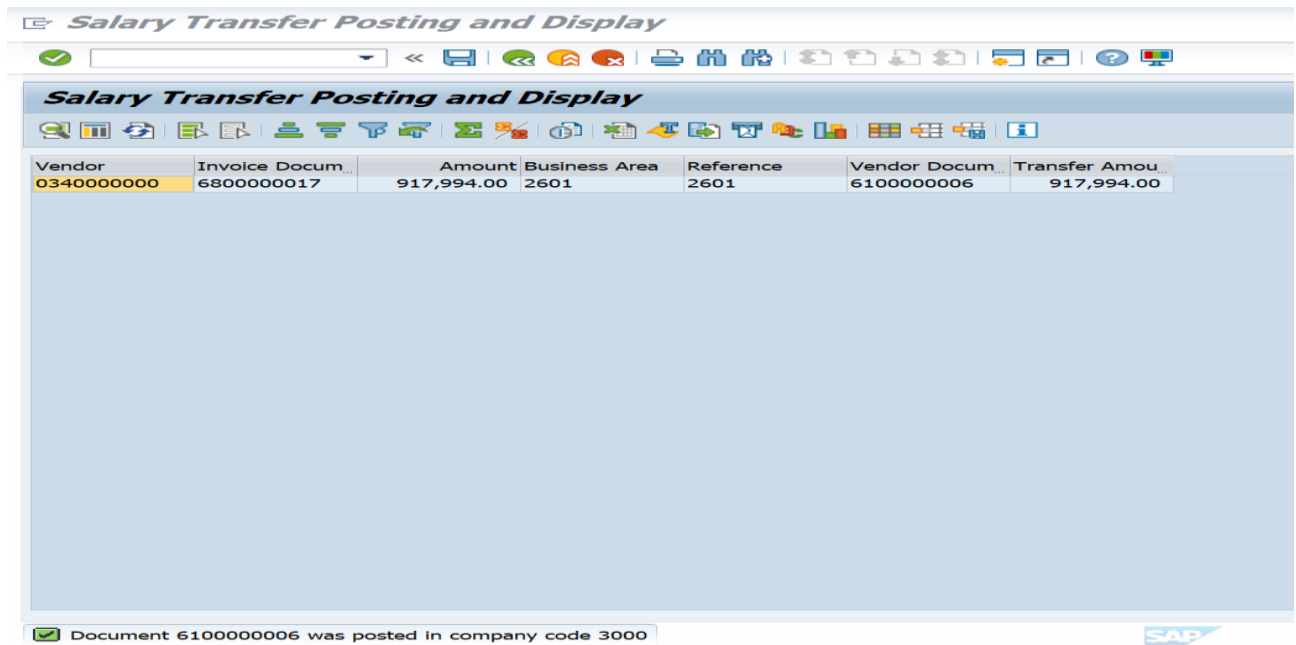 Salary Transfer Posting and Display
Salary Transfer Posting and Display
Vendor Invoice Docum... Amount Business Area Reference Vendor Docum... Transfer Amou...
0340000000 6800000017 917,994.00 2601 2601 6100000006 917,994.00
Document 6100000006 was posted in company code 3000
SAP